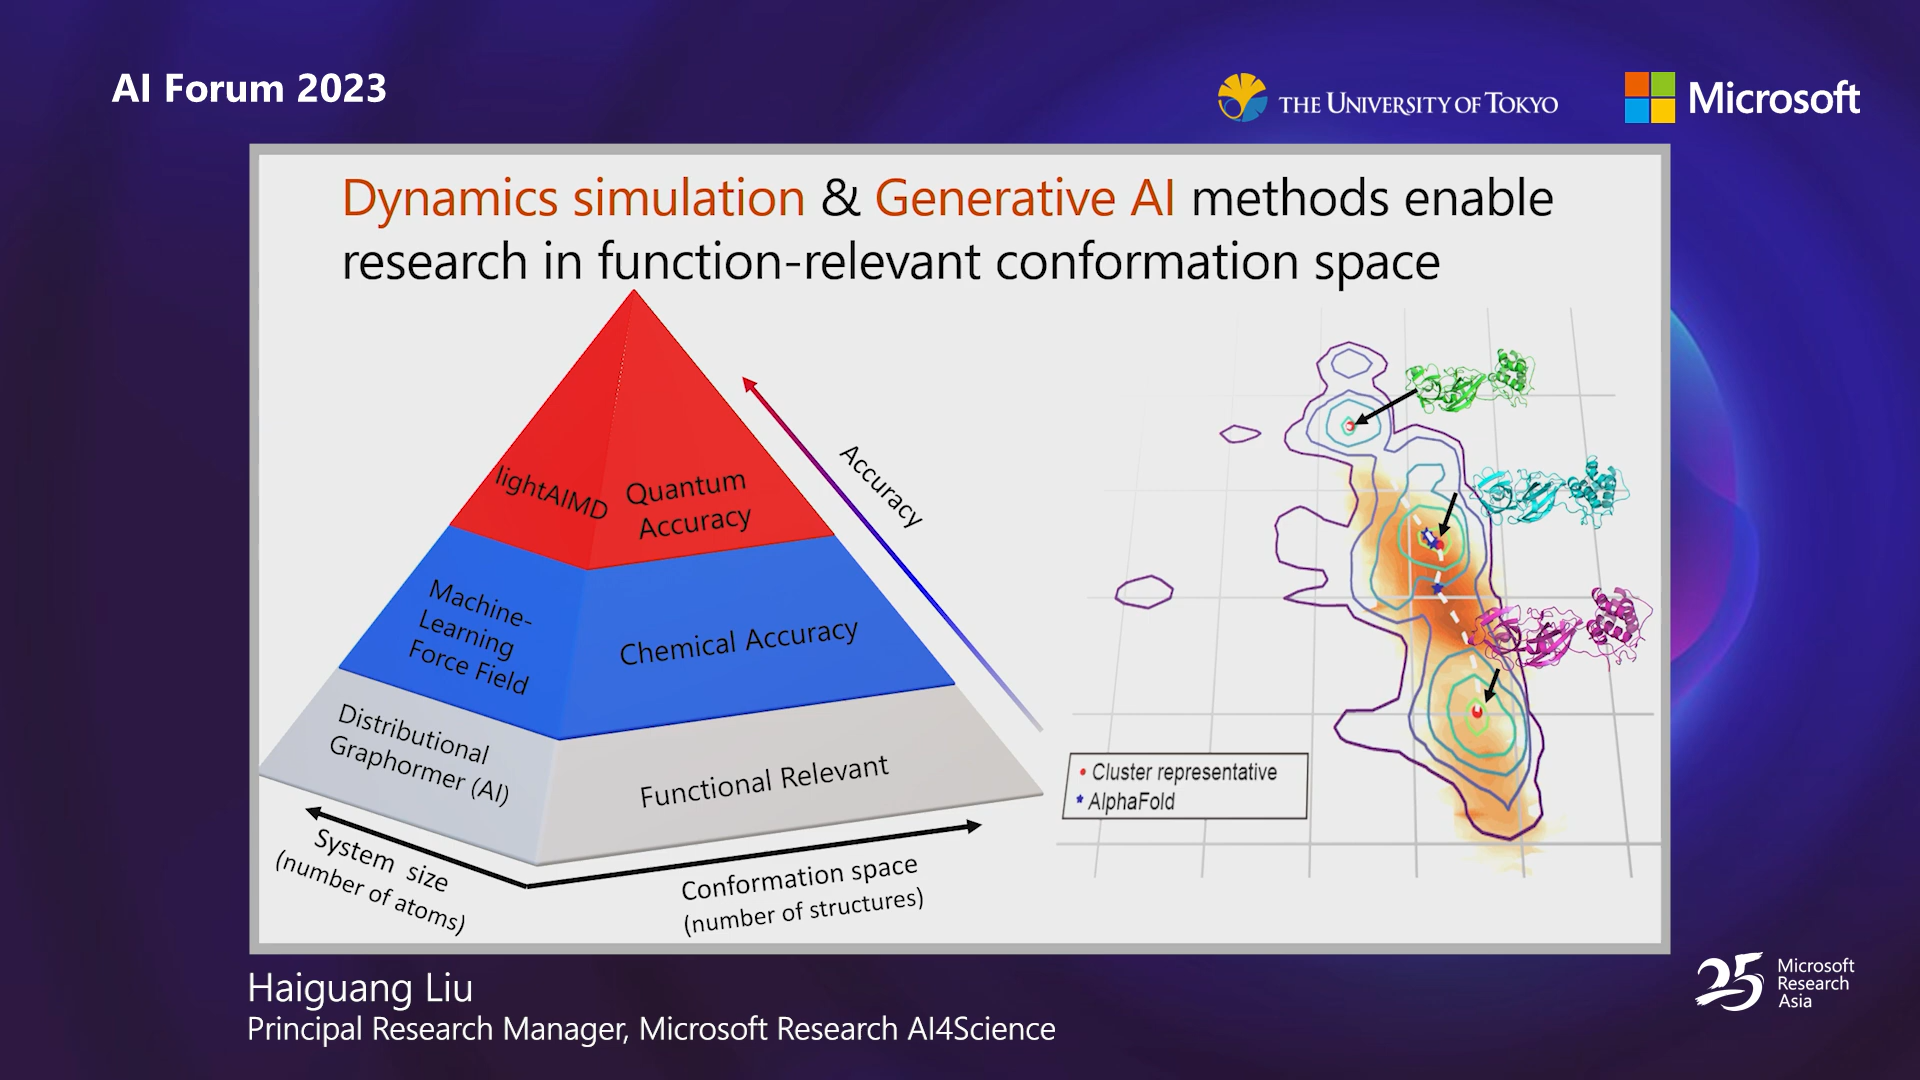 AI Forum 2023
THE UNIVERSITY OF TOKYO
Microsoft
Dynamics simulation & Generative AI methods enable
research in function-relevant conformation space
lightAIMD
Quantum
Accuracy
Accuracy
Machine-
Learning
Force Field
Chemical Accuracy
Distributional
Graphormer (AI)
Functional Relevant
System size
(number of atoms)
Conformation space
(number of structures)
Cluster representative
AlphaFold
Haiguang Liu
Principal Research Manager, Microsoft Research AI4Science
25
Microsoft
Research
Asia